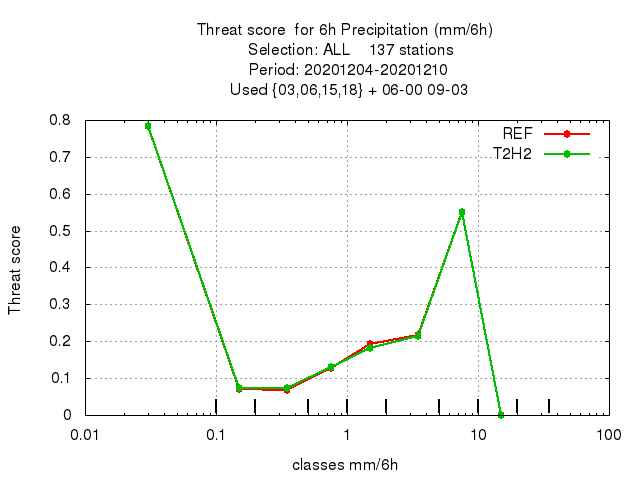 Threat score  for 6h Precipitation (mm/6h)
Selection: ALL    137 stations
Period: 20201204-20201210
Used {03,06,15,18} + 06-00 09-03
REF
T2H2
Threat score
0.8
0.7
0.6
0.5
0.4
0.3
0.2
0.1
0
0.01
0.1
1
10
100
classes mm/6h